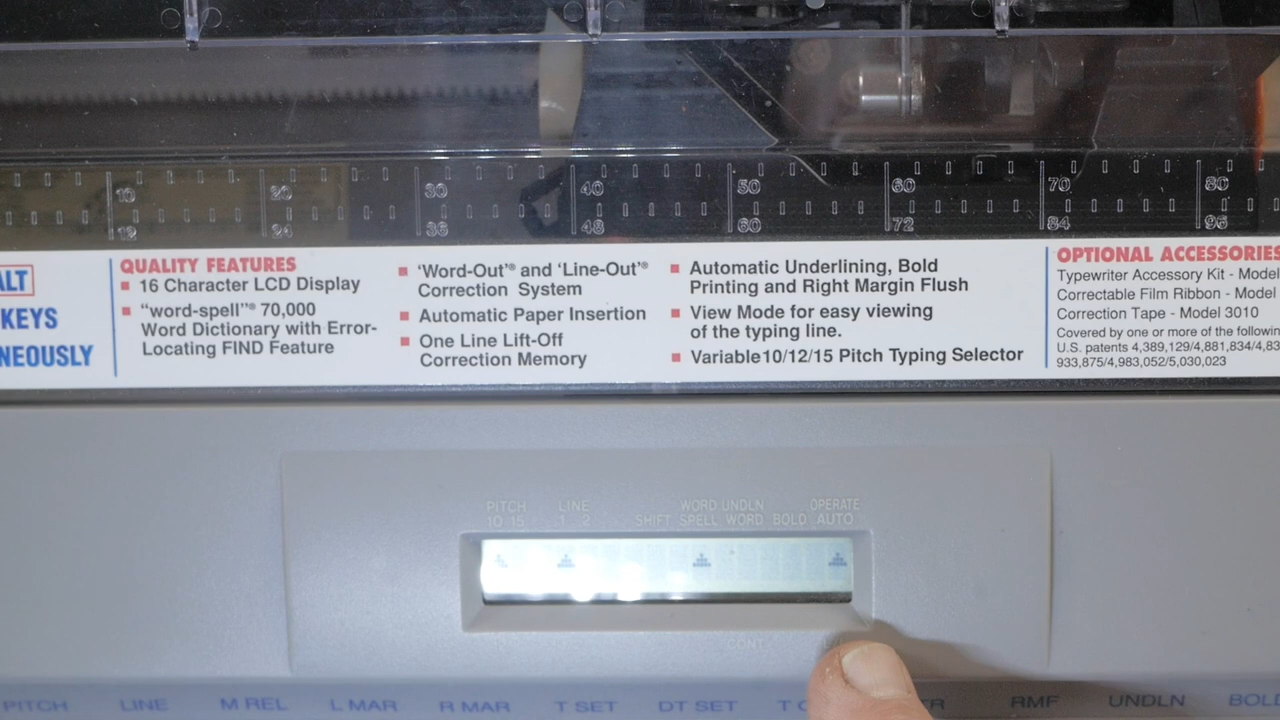 10 20 30 40 50 60 70 80
12 24 36 48 60 72 84 96
ALT
KEYS
NEOUSLY
QUALITY FEATURES
16 Character LCD Display
"word-spell"® 70,000
Word Dictionary with Error-
Locating FIND Feature
'Word-Out'® and 'Line-Out'®
Correction System
Automatic Paper Insertion
One Line Lift-Off
Correction Memory
Automatic Underlining, Bold
Printing and Right Margin Flush
View Mode for easy viewing
of the typing line.
Variable 10/12/15 Pitch Typing Selector
OPTIONAL ACCESSORIES
Typewriter Accessory Kit - Model
Correctable Film Ribbon - Model
Correction Tape - Model 3010
Covered by one or more of the following
U.S. patents 4,389,129/4,881,834/4,83
933,875/4,983,052/5,030,023
PITCH LINE WORD UNDLN OPERATE
10 15 1 2 SHIFT SPELL WORD BOLD AUTO
CONT
PITCH LINE M REL L MAR R MAR T SET DT SET T RMF UNDLN BOLD